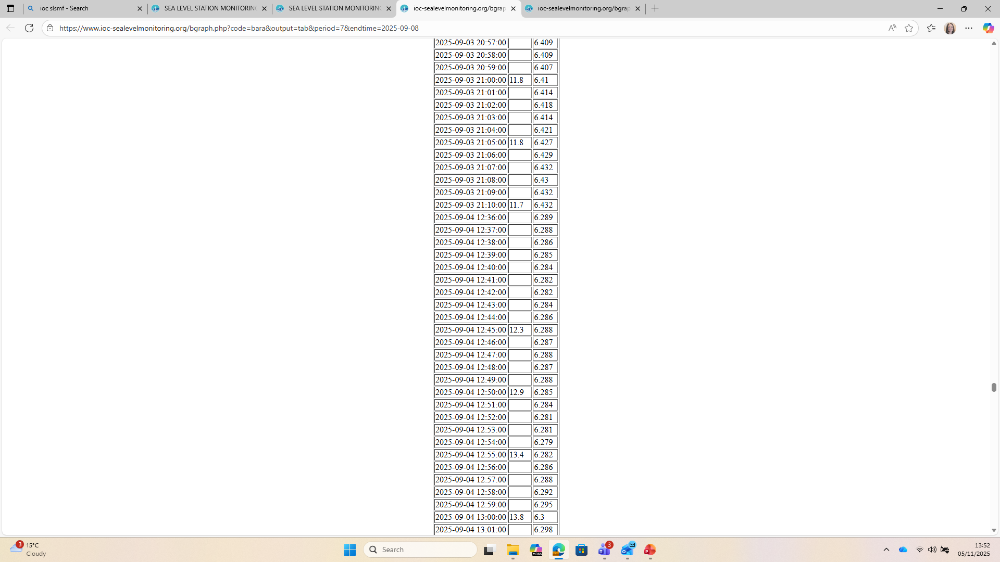 ioc slsmf - Search
SEA LEVEL STATION MONITORING
SEA LEVEL STATION MONITORING
ioc-sealevelmonitoring.org/bgrap
ioc-sealevelmonitoring.org/bgrap
https://www.ioc-sealevelmonitoring.org/bgraph.php?code=bara&output=tab&period=7&endtime=2025-09-08
2025-09-03 20:57:00 6.409
2025-09-03 20:58:00 6.409
2025-09-03 20:59:00 6.407
2025-09-03 21:00:00 11.8 6.41
2025-09-03 21:01:00 6.414
2025-09-03 21:02:00 6.418
2025-09-03 21:03:00 6.414
2025-09-03 21:04:00 6.421
2025-09-03 21:05:00 11.8 6.427
2025-09-03 21:06:00 6.429
2025-09-03 21:07:00 6.432
2025-09-03 21:08:00 6.43
2025-09-03 21:09:00 6.432
2025-09-03 21:10:00 11.7 6.432
2025-09-04 12:36:00 6.289
2025-09-04 12:37:00 6.288
2025-09-04 12:38:00 6.286
2025-09-04 12:39:00 6.285
2025-09-04 12:40:00 6.284
2025-09-04 12:41:00 6.282
2025-09-04 12:42:00 6.282
2025-09-04 12:43:00 6.284
2025-09-04 12:44:00 6.286
2025-09-04 12:45:00 12.3 6.288
2025-09-04 12:46:00 6.287
2025-09-04 12:47:00 6.288
2025-09-04 12:48:00 6.287
2025-09-04 12:49:00 6.288
2025-09-04 12:50:00 12.9 6.285
2025-09-04 12:51:00 6.284
2025-09-04 12:52:00 6.281
2025-09-04 12:53:00 6.281
2025-09-04 12:54:00 6.279
2025-09-04 12:55:00 13.4 6.282
2025-09-04 12:56:00 6.286
2025-09-04 12:57:00 6.288
2025-09-04 12:58:00 6.292
2025-09-04 12:59:00 6.295
2025-09-04 13:00:00 13.8 6.3
2025-09-04 13:01:00 6.298
3
15°C
Cloudy
Search
M365
3
13:52
05/11/2025